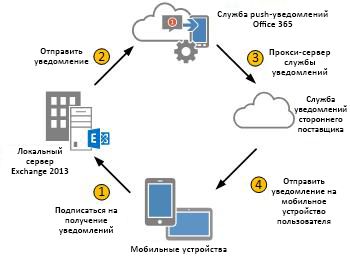 Служба push-уведомлений
Office 365
Отправить
уведомление
2
3
Прокси-сервер
службы
уведомлений
Служба
уведомлений
стороннего
поставщика
Локальный
сервер
Exchange 2013
1
Подписаться на
получение
уведомлений
4
Отправить
уведомление на
мобильное
устройство
пользователя
Мобильные устройства